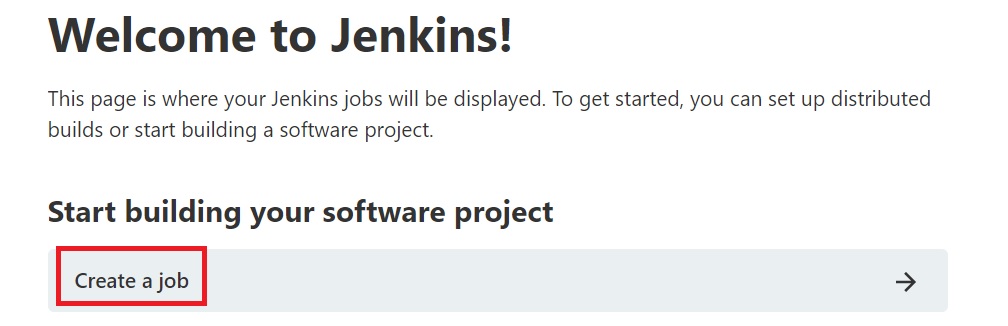 Welcome to Jenkins!
This page is where your Jenkins jobs will be displayed. To get started, you can set up distributed
builds or start building a software project.
Start building your software project
Create a job